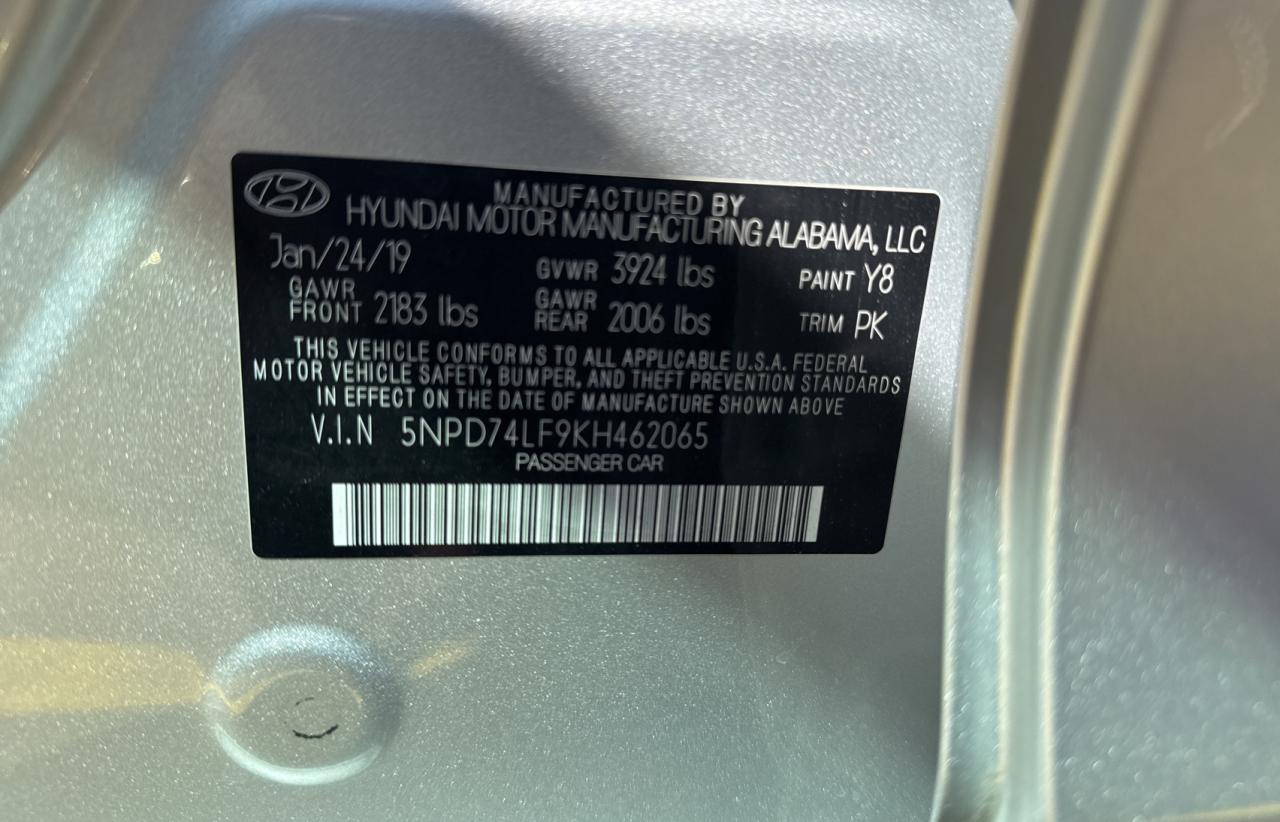 MANUFACTURED BY
HYUNDAI MOTOR MANUFACTURING ALABAMA, LLC
Jan/24/19 GVWR 3924 lbs PAINT Y8
GAWR FRONT 2183 lbs GAWR REAR 2006 lbs TRIM PK
THIS VEHICLE CONFORMS TO ALL APPLICABLE U.S.A. FEDERAL
MOTOR VEHICLE SAFETY, BUMPER, AND THEFT PREVENTION STANDARDS
IN EFFECT ON THE DATE OF MANUFACTURE SHOWN ABOVE
V.I.N 5NPD74LF9KH462065
PASSENGER CAR